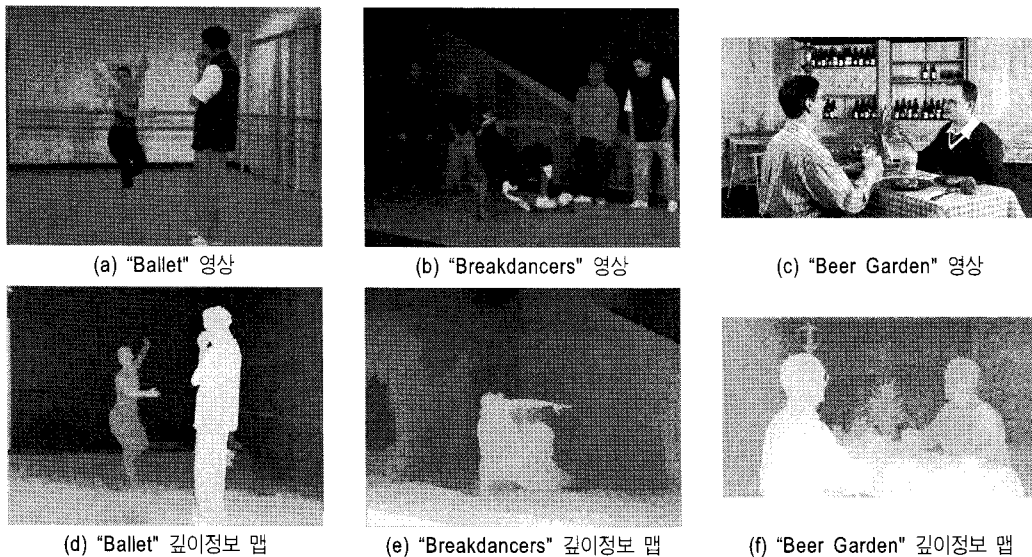 (a) “Ballet" 영상
(b) “Breakdancers" 영상
(c) “Beer Garden" 영상
(d) “Ballet" 깊이정보 맵
(e) “Breakdancers" 깊이정보 맵
(f) “Beer Garden" 깊이정보 맵